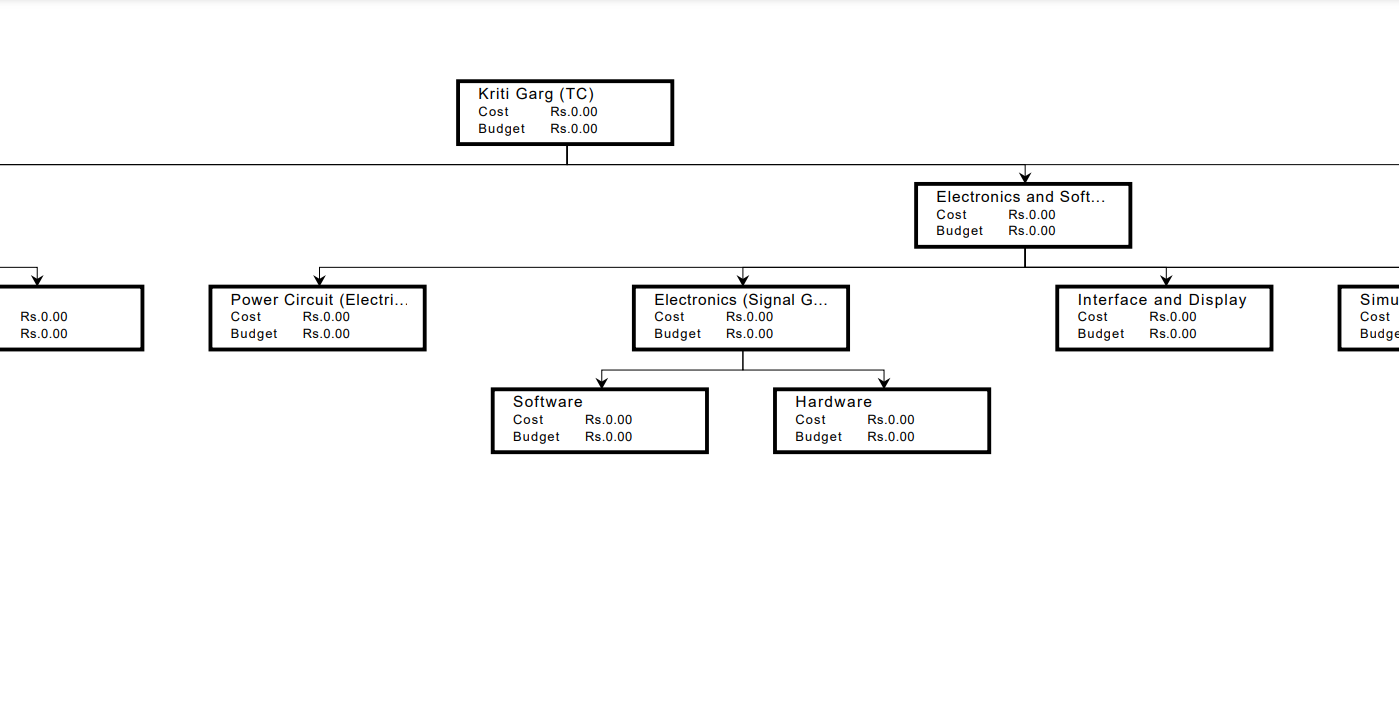 Kriti Garg (TC)
Cost Rs.0.00
Budget Rs.0.00
Electronics and Soft...
Cost Rs.0.00
Budget Rs.0.00
Rs.0.00
Rs.0.00
Power Circuit (Electri...
Cost Rs.0.00
Budget Rs.0.00
Electronics (Signal G...
Cost Rs.0.00
Budget Rs.0.00
Interface and Display
Cost Rs.0.00
Budget Rs.0.00
Simu
Cost
Budge
Software
Cost Rs.0.00
Budget Rs.0.00
Hardware
Cost Rs.0.00
Budget Rs.0.00